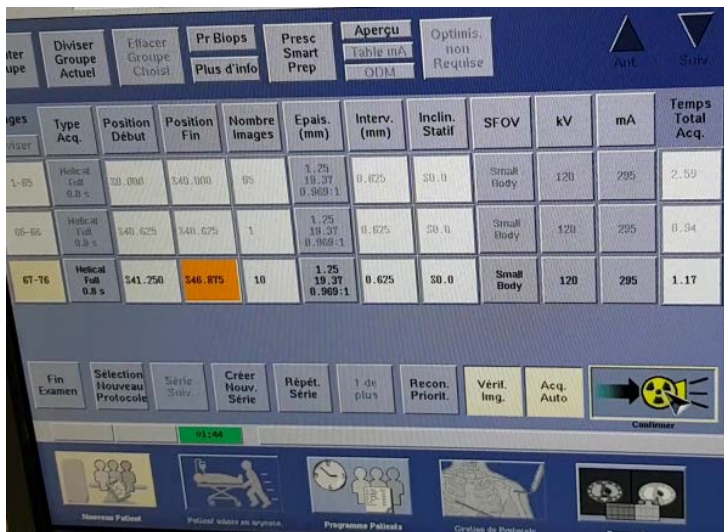 Diviser Groupe Actuel
Effacer Groupe Choisi
Pr Biops
Plus d'info
Presc Smart Prep
Aperçu
Table mA
ODM
Optimis. non Requise
Ant.
Suiv.
Type Acq.
Position Début
Position Fin
Nombre Images
Epais. (mm)
Interv. (mm)
Inclin. Statif
SFOV
kV
mA
Temps Total Acq.
1-65 Helical Full 0.8 s S0.000 S40.000 65 1.25 19.37 0.969:1 0.625 S0.0 Small Body 120 295 2.59
66-66 Helical Full 0.8 s S40.625 S40.625 1 1.25 19.37 0.969:1 0.625 S0.0 Small Body 120 295 0.94
67-76 Helical Full 0.8 s S41.250 S46.875 10 1.25 19.37 0.969:1 0.625 S0.0 Small Body 120 295 1.17
Fin Examen
Sélection Nouveau Protocole
Série Suiv.
Créer Nouv. Série
Répét. Série
1 de plus
Recon. Priorit.
Vérif. Img.
Acq. Auto
Confirmer
01:44
Nouveau Patient
Patient admis en urgence.
Programme Patients
Gestion de Protocole